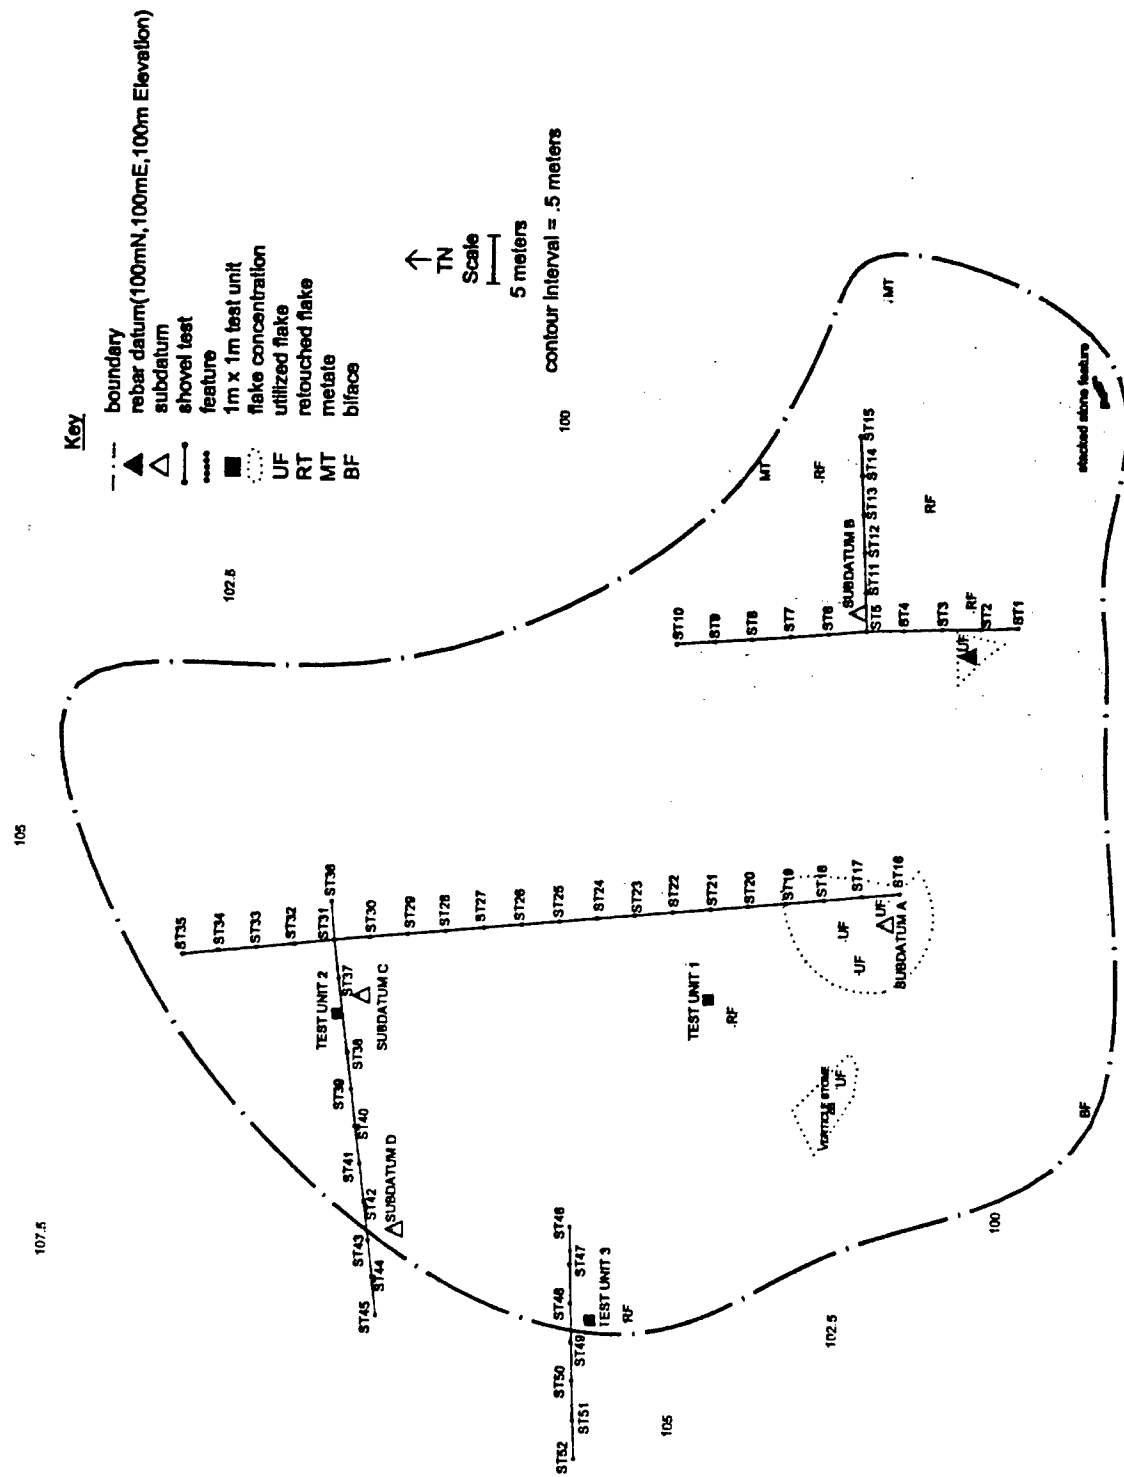 Key
boundary
rebar datum(100mN,100mE,100m Elevation)
subdatum
shovel test
feature
1m x 1m test unit
flake concentration
UF utilized flake
RT retouched flake
MT metate
BF biface
TN
Scale
5 meters
contour interval = .5 meters
107.5
105
102.5
100
ST35
ST34
ST33
ST32
ST31
ST36
ST30
ST29
ST28
ST27
ST26
ST25
ST24
ST23
ST22
ST21
ST20
ST19
ST18
ST17
ST16
TEST UNIT 2
ST37
SUBDATUM C
ST38
ST39
ST40
ST41
ST42
SUBDATUM D
ST43
ST44
ST45
ST46
ST47
ST48
TEST UNIT 3
RF
ST49
ST50
ST51
ST52
105
102.5
100
TEST UNIT 1
RF
UF
UF
UF
SUBDATUM A
VERTICLE STONE
UF
BF
ST10
ST9
ST8
ST7
ST6
SUBDATUM B
ST5
ST11
ST12
ST13
ST14
ST15
ST4
ST3
ST2
ST1
UF
RF
RF
RF
MT
MT
stacked stone feature